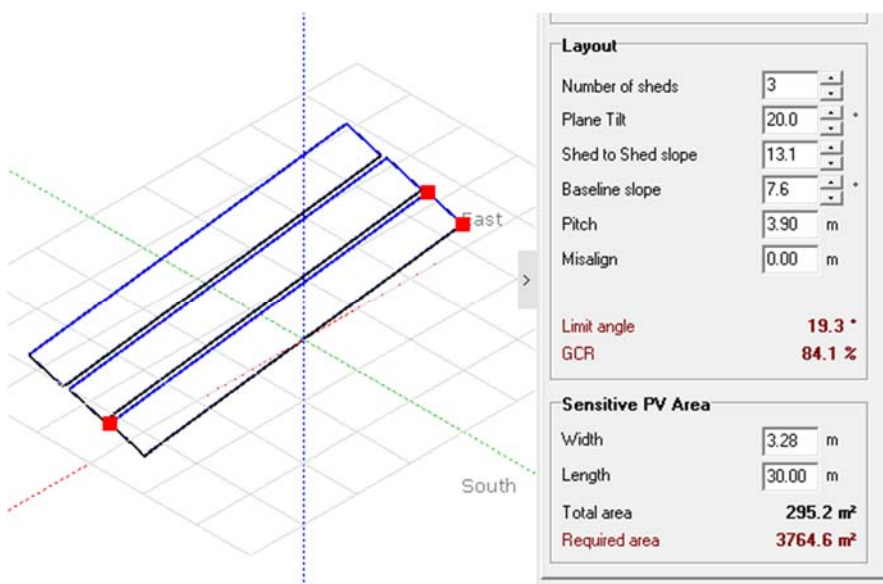 East
South
>
Layout
Number of sheds 3
Plane Tilt 20.0 °
Shed to Shed slope 13.1
Baseline slope 7.6 °
Pitch 3.90 m
Misalign 0.00 m
Limit angle 19.3 °
GCR 84.1 %
Sensitive PV Area
Width 3.28 m
Length 30.00 m
Total area 295.2 m²
Required area 3764.6 m²